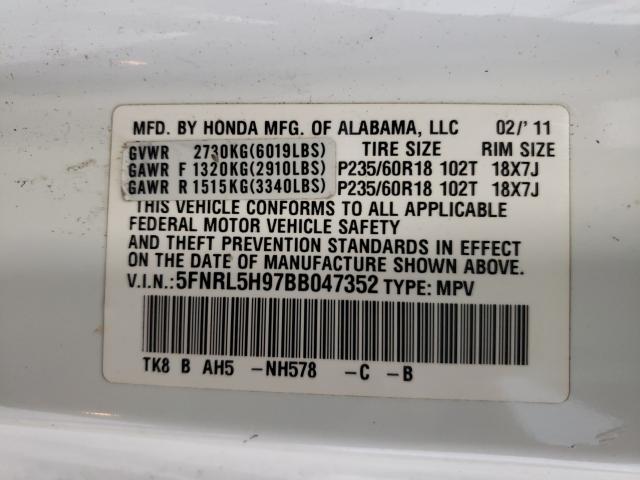 MFD. BY HONDA MFG. OF ALABAMA, LLC 02/'11
GVWR 2730KG(6019LBS) TIRE SIZE RIM SIZE
GAWR F 1320KG(2910LBS) P235/60R18 102T 18X7J
GAWR R 1515KG(3340LBS) P235/60R18 102T 18X7J
THIS VEHICLE CONFORMS TO ALL APPLICABLE
FEDERAL MOTOR VEHICLE SAFETY
AND THEFT PREVENTION STANDARDS IN EFFECT
ON THE DATE OF MANUFACTURE SHOWN ABOVE.
V.I.N.:5FNRL5H97BB047352 TYPE: MPV
TK8 B AH5 -NH578 -C -B